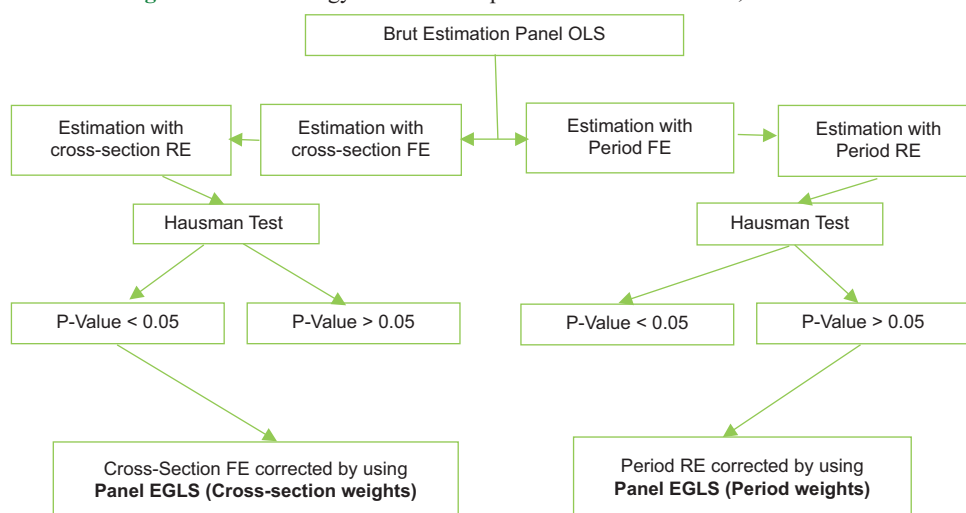 Brut Estimation Panel OLS
Estimation with
cross-section RE
Estimation with
cross-section FE
Estimation with
Period FE
Estimation with
Period RE
Hausman Test
Hausman Test
P-Value < 0.05
P-Value > 0.05
P-Value < 0.05
P-Value > 0.05
Cross-Section FE corrected by using
Panel EGLS (Cross-section weights)
Period RE corrected by using
Panel EGLS (Period weights)